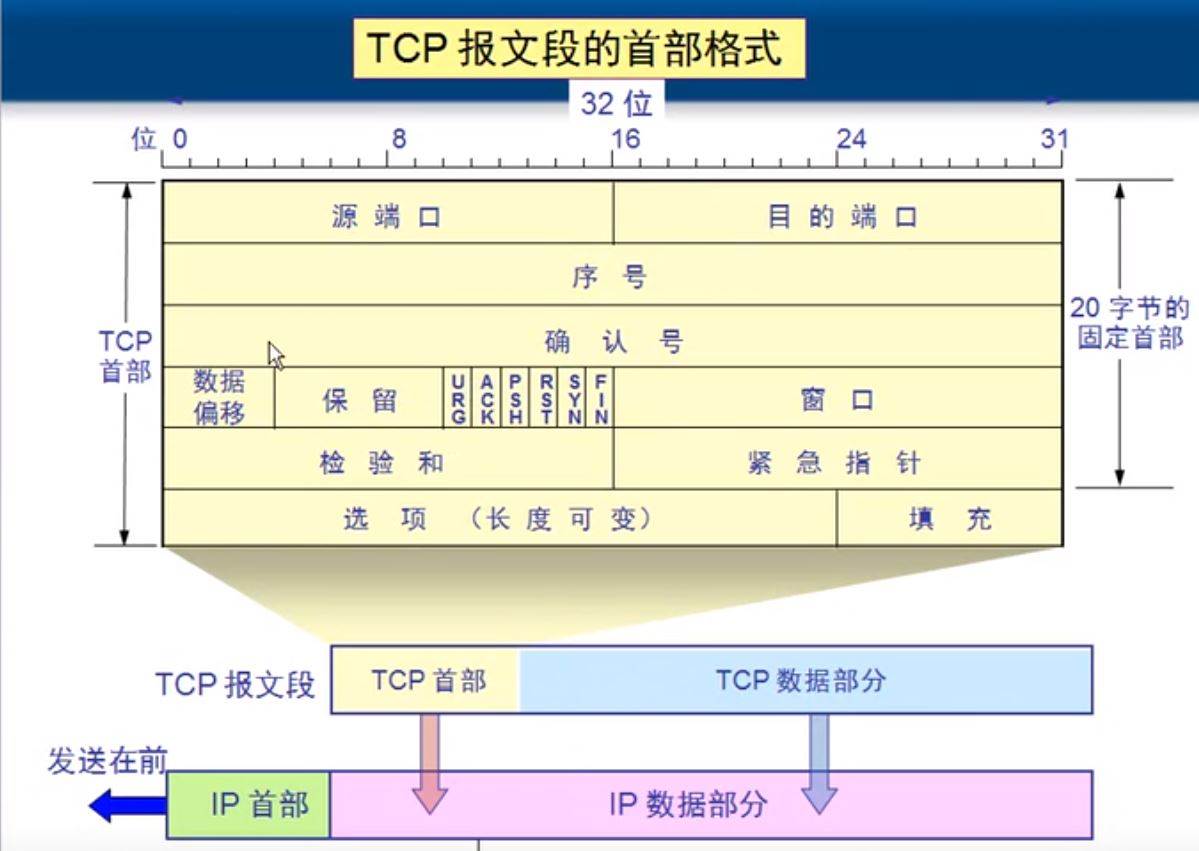 TCP 报文段的首部格式
32 位
位 0 8 16 24 31
源 端 口 目 的 端 口
序 号
确 认 号
TCP
首部
20 字节的
固定首部
数据
偏移
保 留
URG
ACK
PSH
RST
SYN
FIN
窗 口
检 验 和 紧 急 指 针
选 项 （长 度 可 变） 填 充
TCP 报文段 TCP 首部 TCP 数据部分
发送在前
IP 首部 IP 数据部分